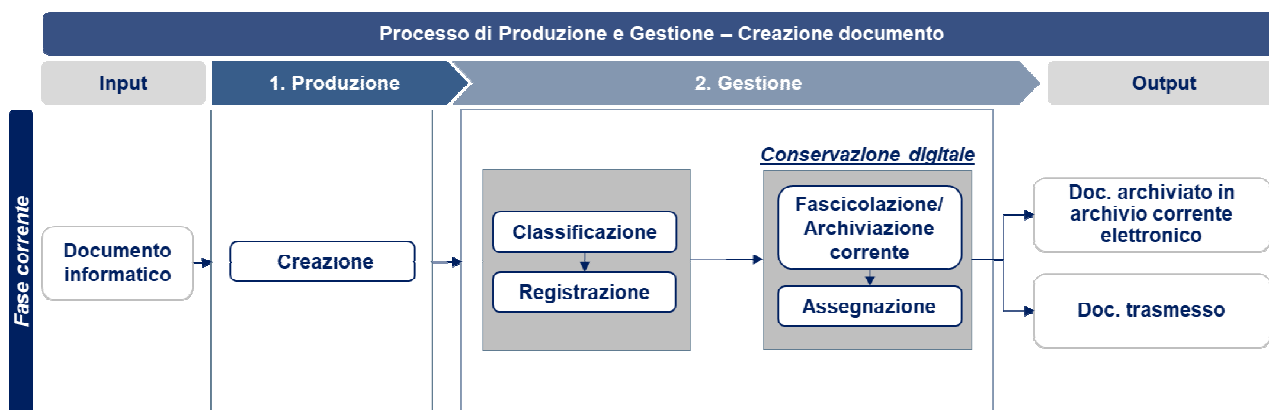 Processo di Produzione e Gestione – Creazione documento
Input
1. Produzione
2. Gestione
Output
Fase corrente
Documento
informatico
Creazione
Classificazione
Registrazione
Conservazione digitale
Fascicolazione/
Archiviazione
corrente
Assegnazione
Doc. archiviato in
archivio corrente
elettronico
Doc. trasmesso